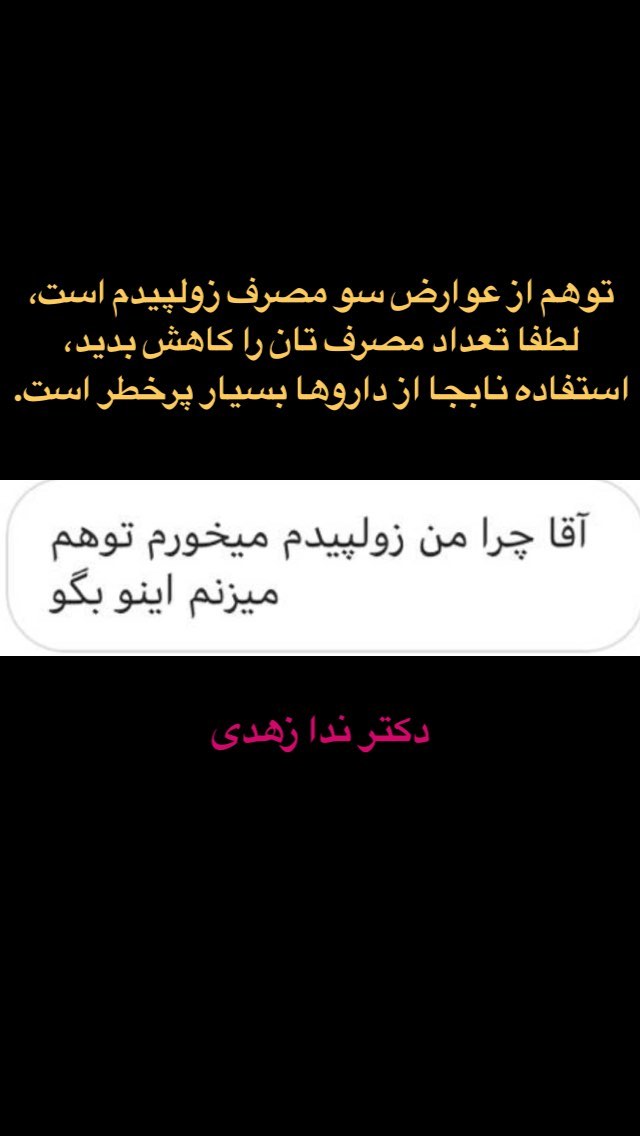 توهم از عوارض سو مصرف زولپیدم است،
لطفا تعداد مصرف تان را کاهش بدید،
استفاده نابجا از داروها بسیار پرخطر است.
آقا چرا من زولپیدم میخورم توهم
میزنم اینو بگو
دکتر ندا زهدی